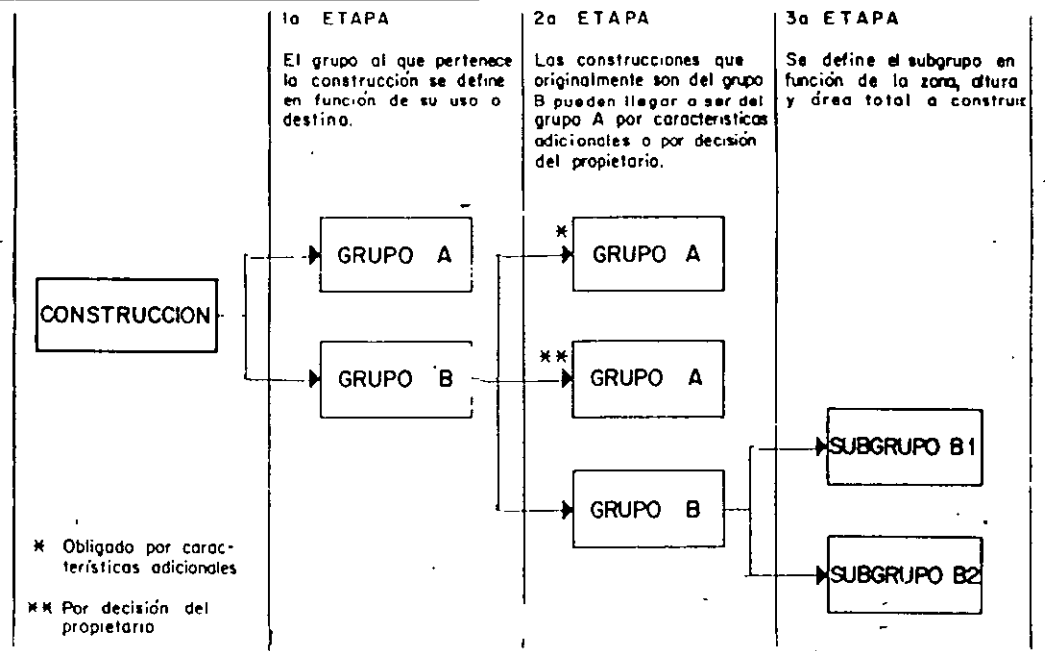 1a ETAPA
El grupo al que pertenece
la construcción se define
en función de su uso o
destino.
2a ETAPA
Las construcciones que
originalmente son del grupo
B pueden llegar a ser del
grupo A por características
adicionales o por decisión
del propietario.
3a ETAPA
Se define el subgrupo en
función de la zona, altura
y área total a construir
CONSTRUCCION
GRUPO A
GRUPO B
* GRUPO A
** GRUPO A
GRUPO B
SUBGRUPO B1
SUBGRUPO B2
* Obligado por carac-
terísticas adicionales
** Por decisión del
propietario